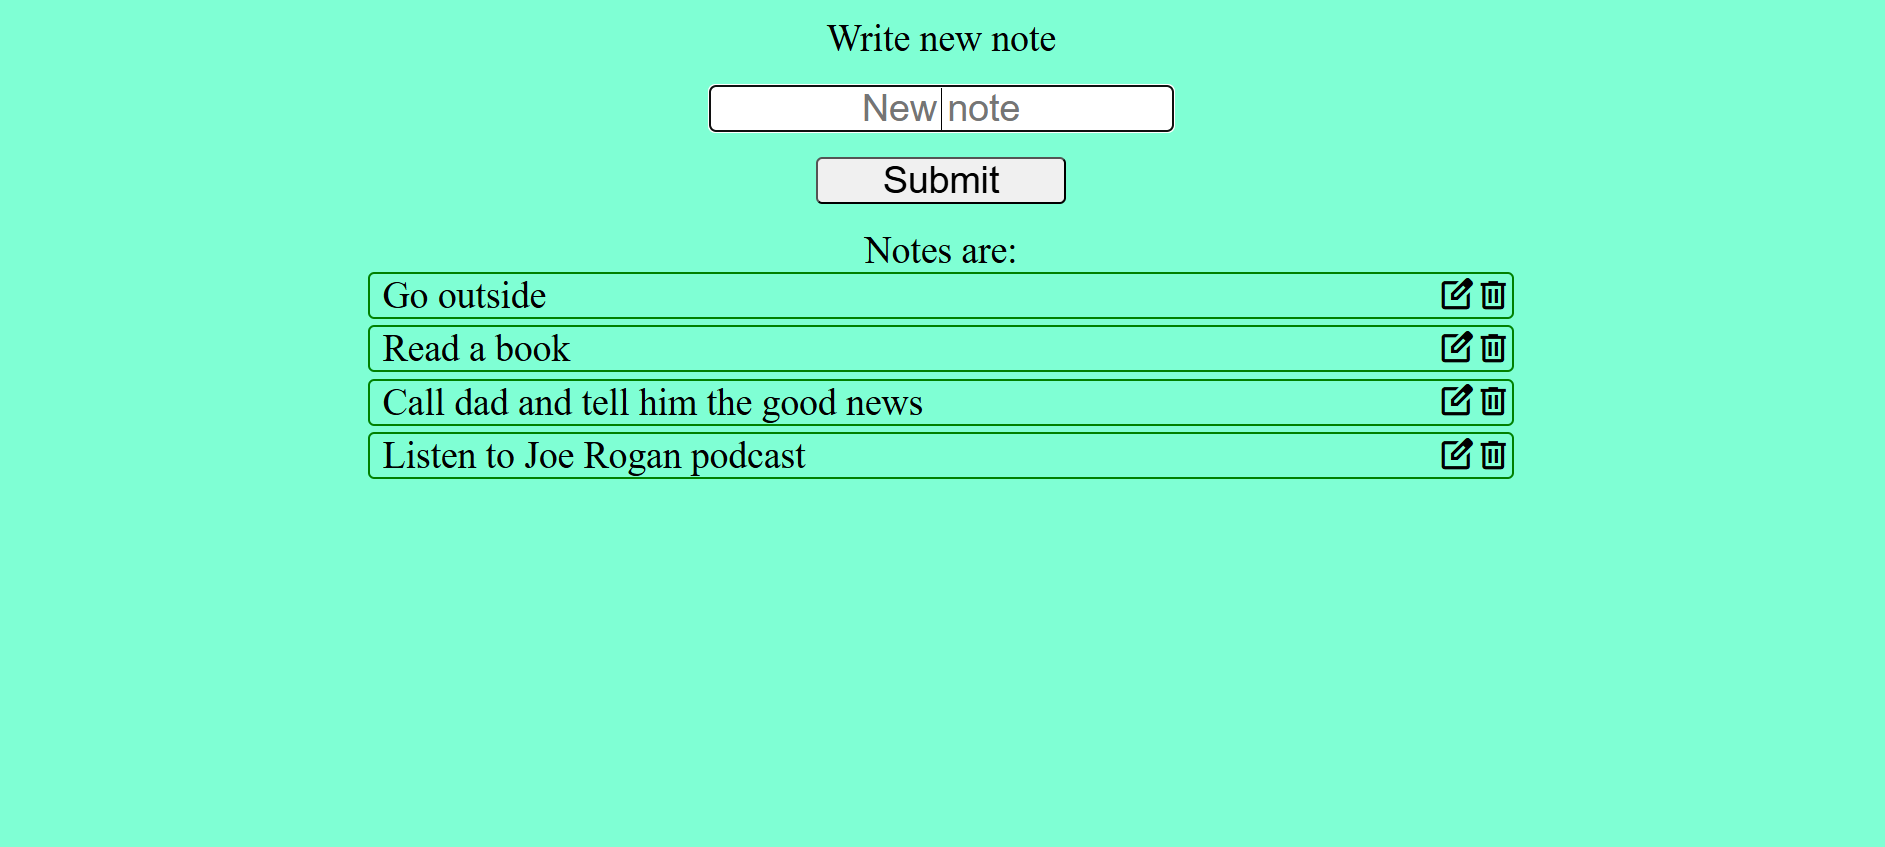 Write new note
New note
Submit
Notes are:
Go outside
Read a book
Call dad and tell him the good news
Listen to Joe Rogan podcast